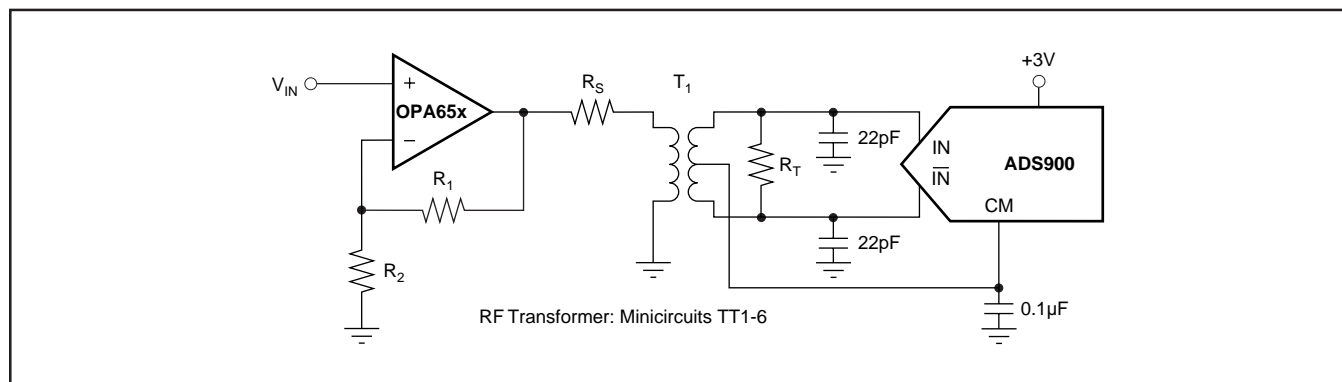 +3V
V_IN
+
OPA65x
−
R_S
T_1
R_1
R_2
R_T
22pF
22pF
IN
I̅N̅
ADS900
CM
0.1µF
RF Transformer: Minicircuits TT1-6